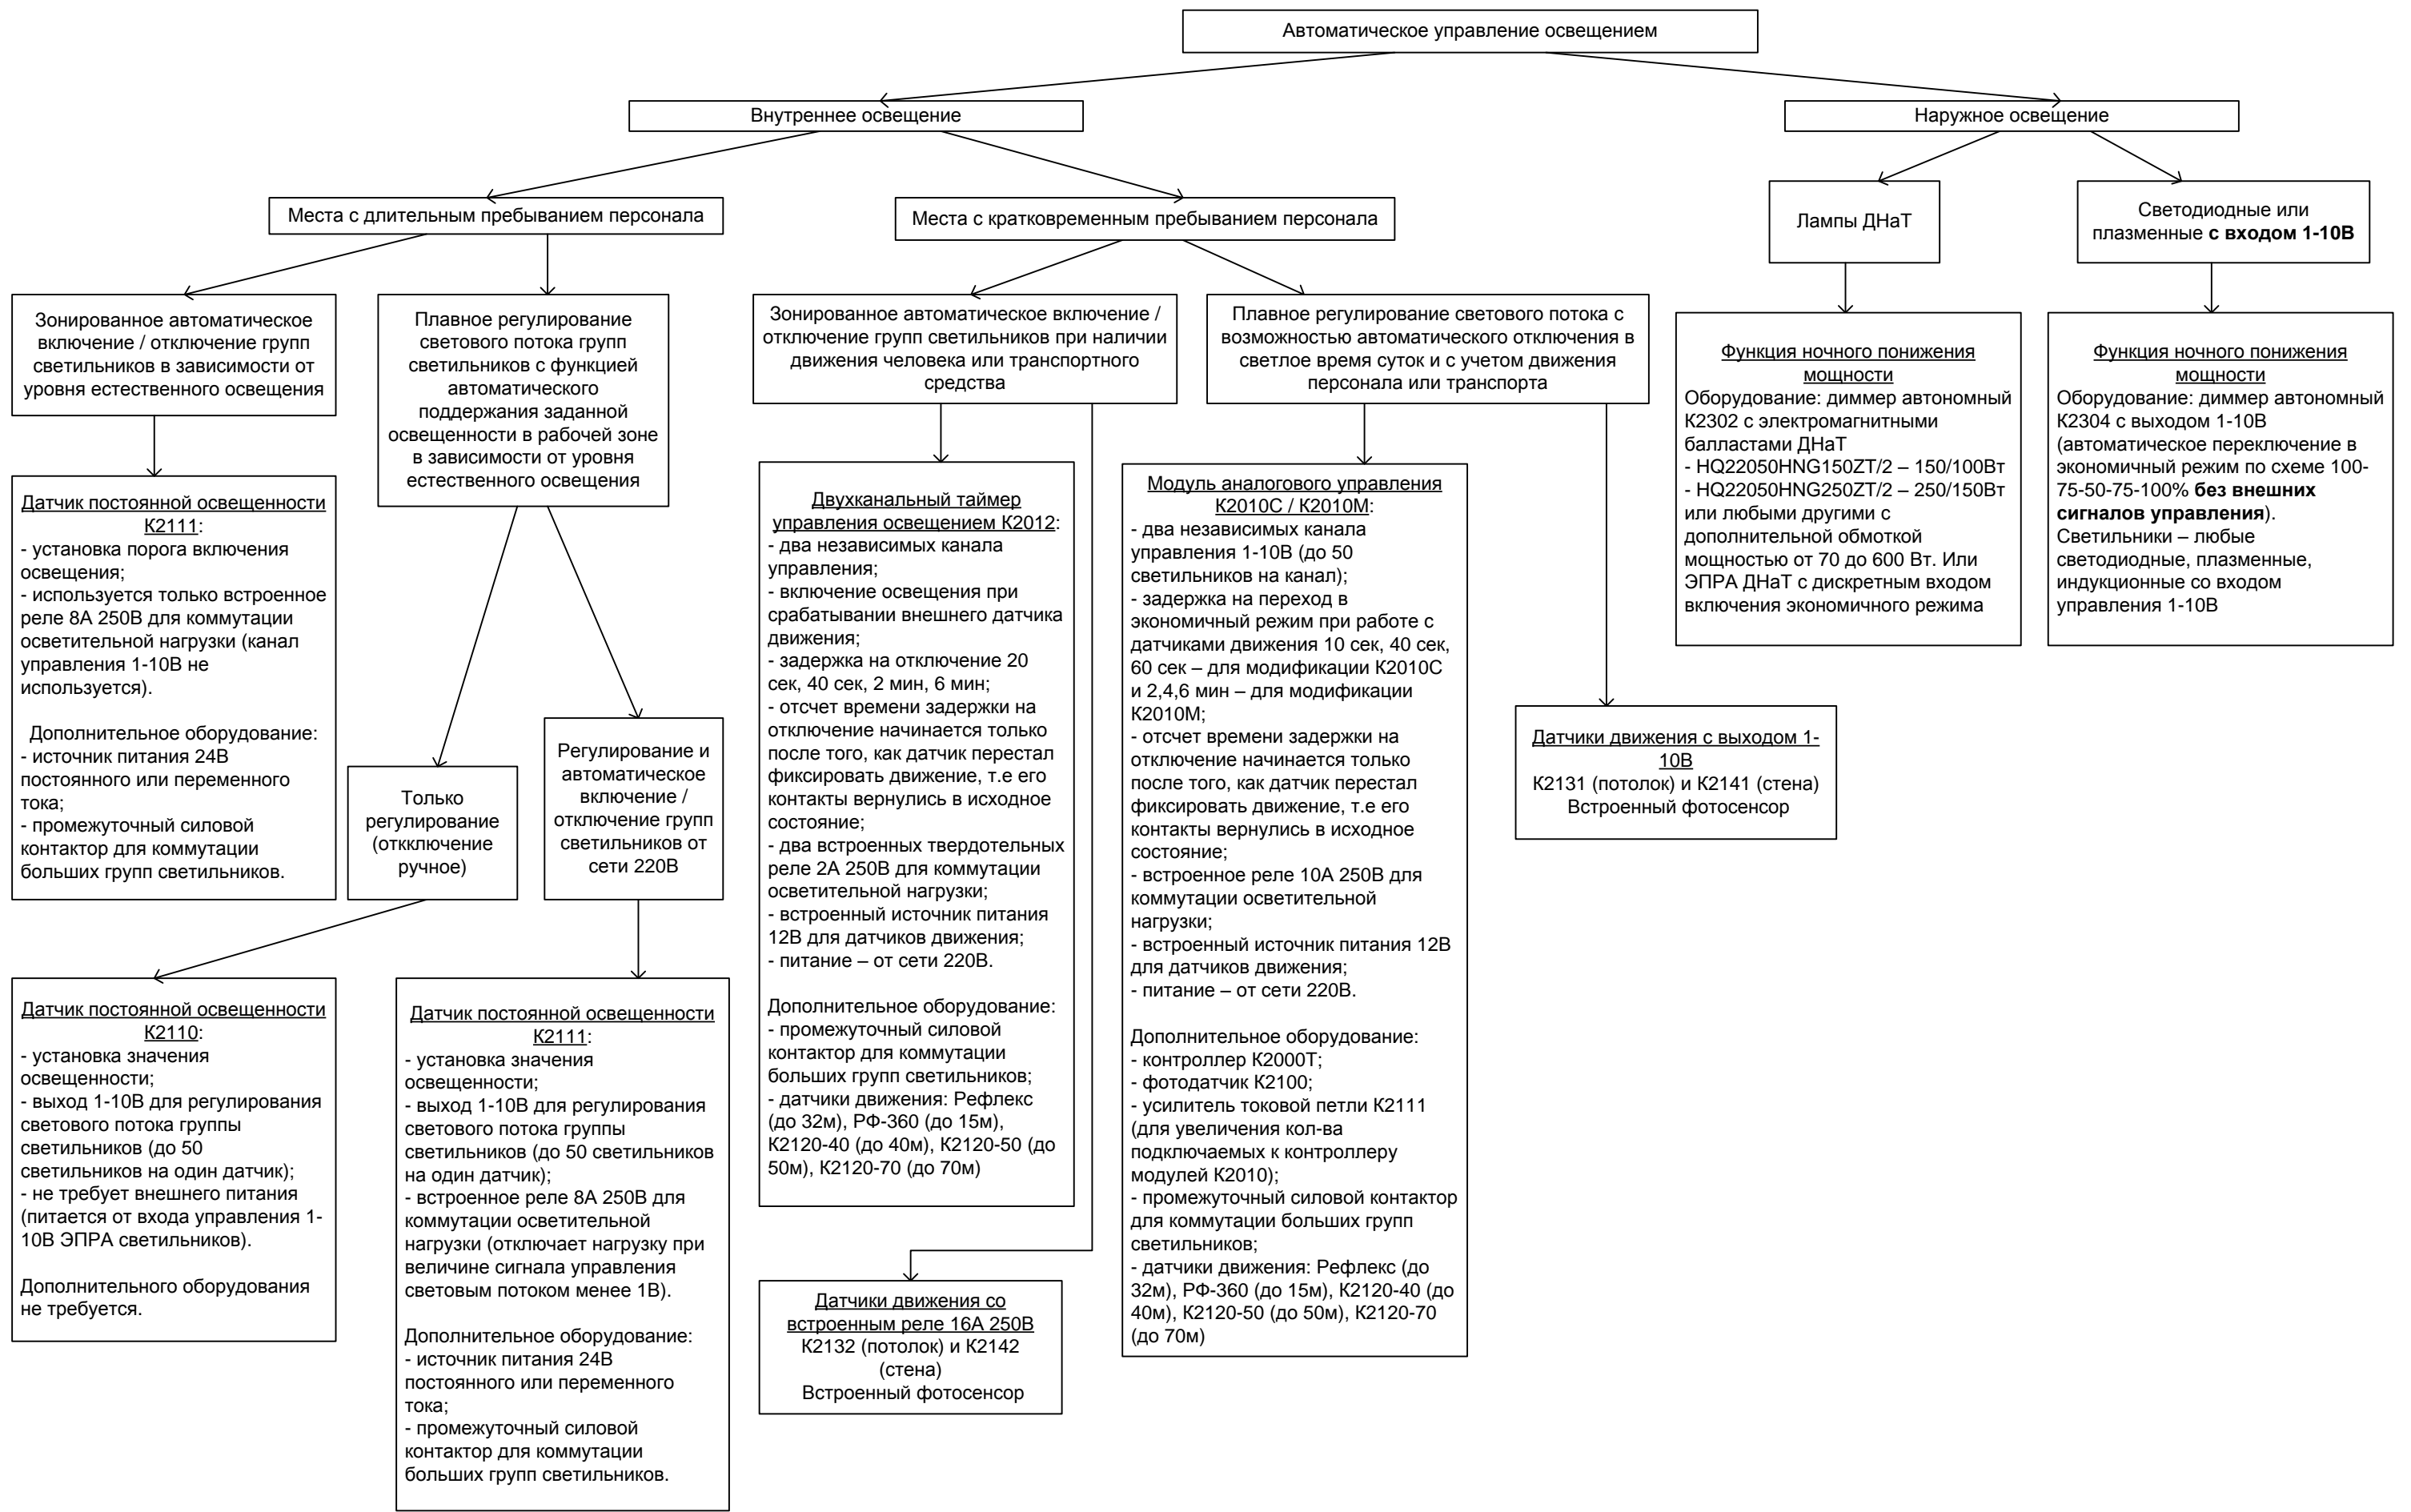 Автоматическое управление освещением
Внутреннее освещение
Наружное освещение
Места с длительным пребыванием персонала
Места с кратковременным пребыванием персонала
Лампы ДНаТ
Светодиодные или
плазменные с входом 1-10В
Зонированное автоматическое
включение / отключение групп
светильников в зависимости от
уровня естественного освещения
Плавное регулирование
светового потока групп
светильников с функцией
автоматического
поддержания заданной
освещенности в рабочей зоне
в зависимости от уровня
естественного освещения
Зонированное автоматическое включение /
отключение групп светильников при наличии
движения человека или транспортного
средства
Плавное регулирование светового потока с
возможностью автоматического отключения в
светлое время суток и с учетом движения
персонала или транспорта
Функция ночного понижения
мощности
Оборудование: диммер автономный
К2302 с электромагнитными
балластами ДНаТ
- HQ22050HNG150ZT/2 – 150/100Вт
- HQ22050HNG250ZT/2 – 250/150Вт
или любыми другими с
дополнительной обмоткой
мощностью от 70 до 600 Вт. Или
ЭПРА ДНаТ с дискретным входом
включения экономичного режима
Функция ночного понижения
мощности
Оборудование: диммер автономный
К2304 с выходом 1-10В
(автоматическое переключение в
экономичный режим по схеме 100-
75-50-75-100% без внешних
сигналов управления).
Светильники – любые
светодиодные, плазменные,
индукционные со входом
управления 1-10В
Датчик постоянной освещенности
К2111:
- установка порога включения
освещения;
- используется только встроенное
реле 8А 250В для коммутации
осветительной нагрузки (канал
управления 1-10В не
используется).
Дополнительное оборудование:
- источник питания 24В
постоянного или переменного
тока;
- промежуточный силовой
контактор для коммутации
больших групп светильников.
Только
регулирование
(откключение
ручное)
Регулирование и
автоматическое
включение /
отключение групп
светильников от
сети 220В
Двухканальный таймер
управления освещением К2012:
- два независимых канала
управления;
- включение освещения при
срабатывании внешнего датчика
движения;
- задержка на отключение 20
сек, 40 сек, 2 мин, 6 мин;
- отсчет времени задержки на
отключение начинается только
после того, как датчик перестал
фиксировать движение, т.е его
контакты вернулись в исходное
состояние;
- два встроенных твердотельных
реле 2А 250В для коммутации
осветительной нагрузки;
- встроенный источник питания
12В для датчиков движения;
- питание – от сети 220В.
Дополнительное оборудование:
- промежуточный силовой
контактор для коммутации
больших групп светильников;
- датчики движения: Рефлекс
(до 32м), РФ-360 (до 15м),
К2120-40 (до 40м), К2120-50 (до
50м), К2120-70 (до 70м)
Модуль аналогового управления
К2010С / К2010М:
- два независимых канала
управления 1-10В (до 50
светильников на канал);
- задержка на переход в
экономичный режим при работе с
датчиками движения 10 сек, 40 сек,
60 сек – для модификации К2010С
и 2,4,6 мин – для модификации
К2010М;
- отсчет времени задержки на
отключение начинается только
после того, как датчик перестал
фиксировать движение, т.е его
контакты вернулись в исходное
состояние;
- встроенное реле 10А 250В для
коммутации осветительной
нагрузки;
- встроенный источник питания 12В
для датчиков движения;
- питание – от сети 220В.
Дополнительное оборудование:
- контроллер К2000Т;
- фотодатчик К2100;
- усилитель токовой петли К2111
(для увеличения кол-ва
подключаемых к контроллеру
модулей К2010);
- промежуточный силовой контактор
для коммутации больших групп
светильников;
- датчики движения: Рефлекс (до
32м), РФ-360 (до 15м), К2120-40 (до
40м), К2120-50 (до 50м), К2120-70
(до 70м)
Датчики движения с выходом 1-
10В
К2131 (потолок) и К2141 (стена)
Встроенный фотосенсор
Датчик постоянной освещенности
К2110:
- установка значения
освещенности;
- выход 1-10В для регулирования
светового потока группы
светильников (до 50
светильников на один датчик);
- не требует внешнего питания
(питается от входа управления 1-
10В ЭПРА светильников).
Дополнительного оборудования
не требуется.
Датчик постоянной освещенности
К2111:
- установка значения
освещенности;
- выход 1-10В для регулирования
светового потока группы
светильников (до 50 светильников
на один датчик);
- встроенное реле 8А 250В для
коммутации осветительной
нагрузки (отключает нагрузку при
величине сигнала управления
световым потоком менее 1В).
Дополнительное оборудование:
- источник питания 24В
постоянного или переменного
тока;
- промежуточный силовой
контактор для коммутации
больших групп светильников.
Датчики движения со
встроенным реле 16А 250В
К2132 (потолок) и К2142
(стена)
Встроенный фотосенсор